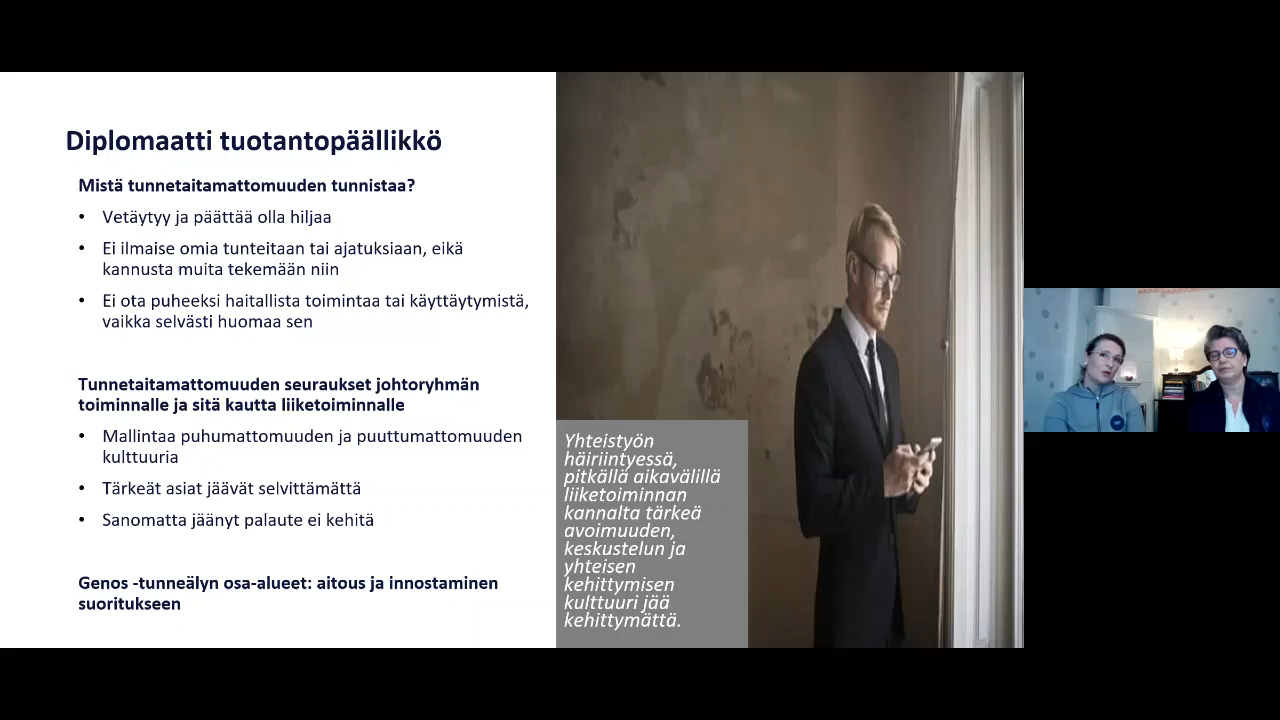 Diplomaatti tuotantopäällikkö
Mistä tunnetaitamattomuuden tunnistaa?
• Vetäytyy ja päättää olla hiljaa
• Ei ilmaise omia tunteitaan tai ajatuksiaan, eikä
kannusta muita tekemään niin
• Ei ota puheeksi haitallista toimintaa tai käyttäytymistä,
vaikka selvästi huomaa sen
Tunnetaitamattomuuden seuraukset johtoryhmän
toiminnalle ja sitä kautta liiketoiminnalle
• Mallintaa puhumattomuuden ja puuttumattomuuden
kulttuuria
• Tärkeät asiat jäävät selvittämättä
• Sanomatta jäänyt palaute ei kehitä
Genos -tunneälyn osa-alueet: aitous ja innostaminen
suoritukseen
Yhteistyön
häiriintyessä,
pitkällä aikavälillä
liiketoiminnan
kannalta tärkeä
avoimuuden,
keskustelun ja
yhteisen
kehittymisen
kulttuuri jää
kehittymättä.